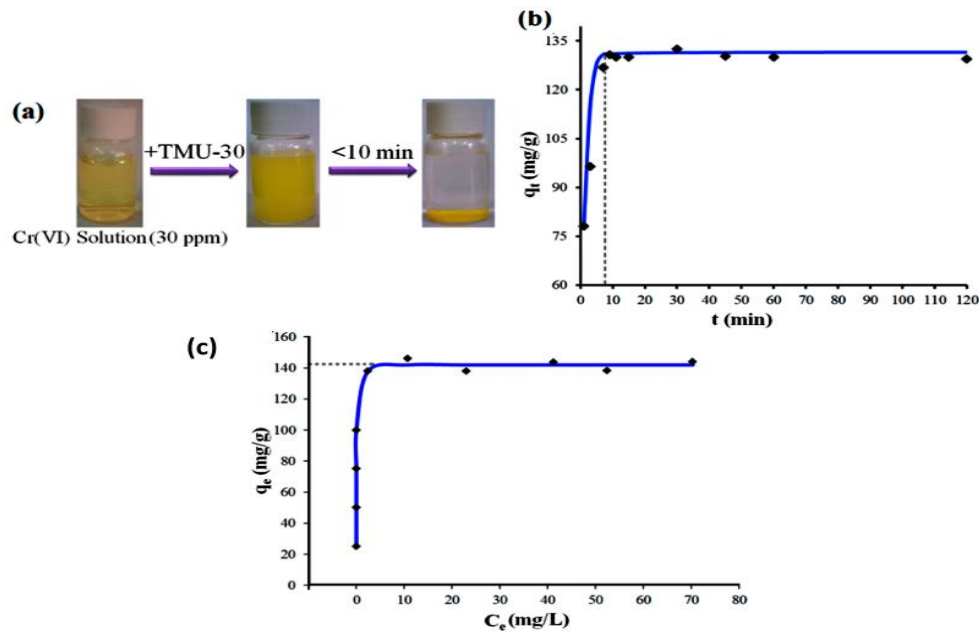 (a)
+TMU-30
<10 min
Cr(VI) Solution (30 ppm)
(b)
135
120
105
90
75
60
qt (mg/g)
0 10 20 30 40 50 60 70 80 90 100 110 120
t (min)
(c)
160
140
120
100
80
60
40
20
0
qe (mg/g)
0 10 20 30 40 50 60 70 80
Ce (mg/L)